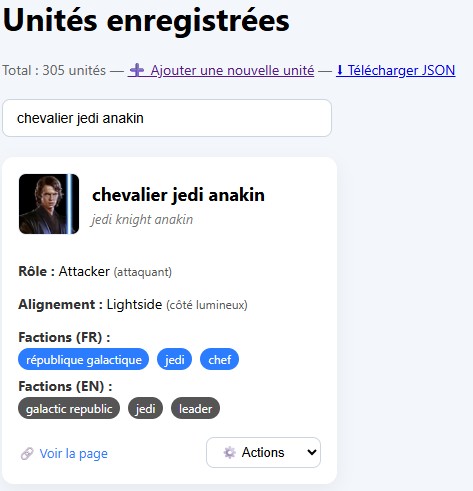 Unités enregistrées
Total : 305 unités — ➕ Ajouter une nouvelle unité — ⬇ Télécharger JSON
chevalier jedi anakin
chevalier jedi anakin
jedi knight anakin
Rôle : Attacker (attaquant)
Alignement : Lightside (côté lumineux)
Factions (FR) :
république galactique jedi chef
Factions (EN) :
galactic republic jedi leader
🔗 Voir la page ⚙️ Actions